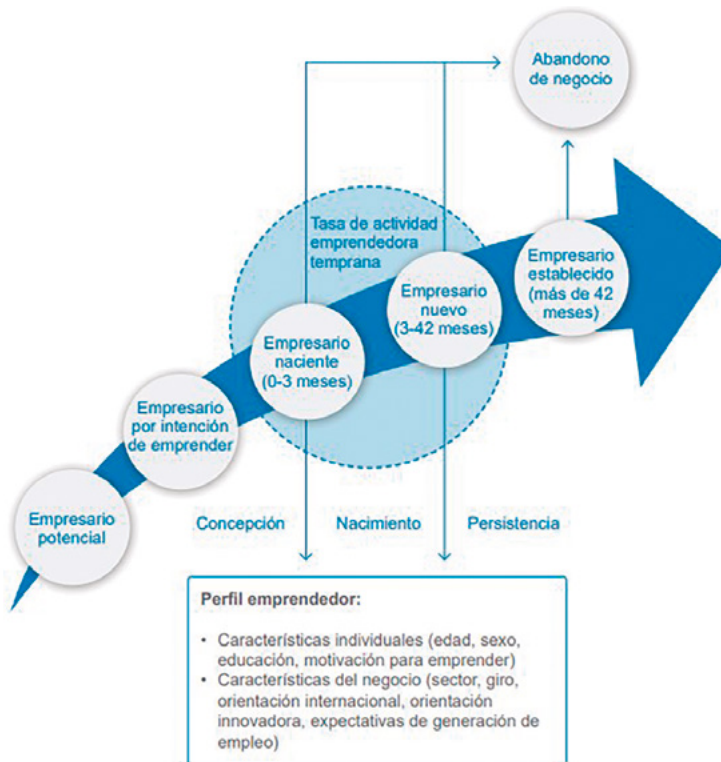 Abandono
de negocio
Tasa de actividad
emprendedora
temprana
Empresario
establecido
(más de 42
meses)
Empresario
nuevo
(3-42 meses)
Empresario
naciente
(0-3 meses)
Empresario
por intención
de emprender
Empresario
potencial
Concepción
Nacimiento
Persistencia
Perfil emprendedor:
• Características individuales (edad, sexo,
educación, motivación para emprender)
• Características del negocio (sector, giro,
orientación internacional, orientación
innovadora, expectativas de generación de
empleo)